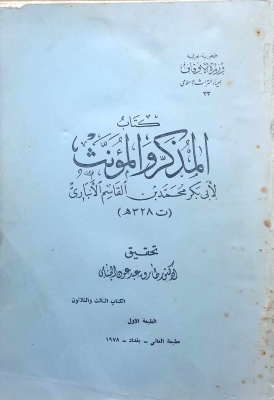 الجمهورية العراقية
وزارة الأوقاف
إحياء التراث الإسلامي
٣٣
كتاب
المذكر والمؤنث
لأبي بكر محمد بن القاسم الأنباري
(ت ٣٢٨ هـ)
تحقيق
الدكتور طارق عبد عون الجنابي
الكتاب الثالث والثلاثون
الطبعة الأولى
مطبعة العاني - بغداد - ١٩٧٨